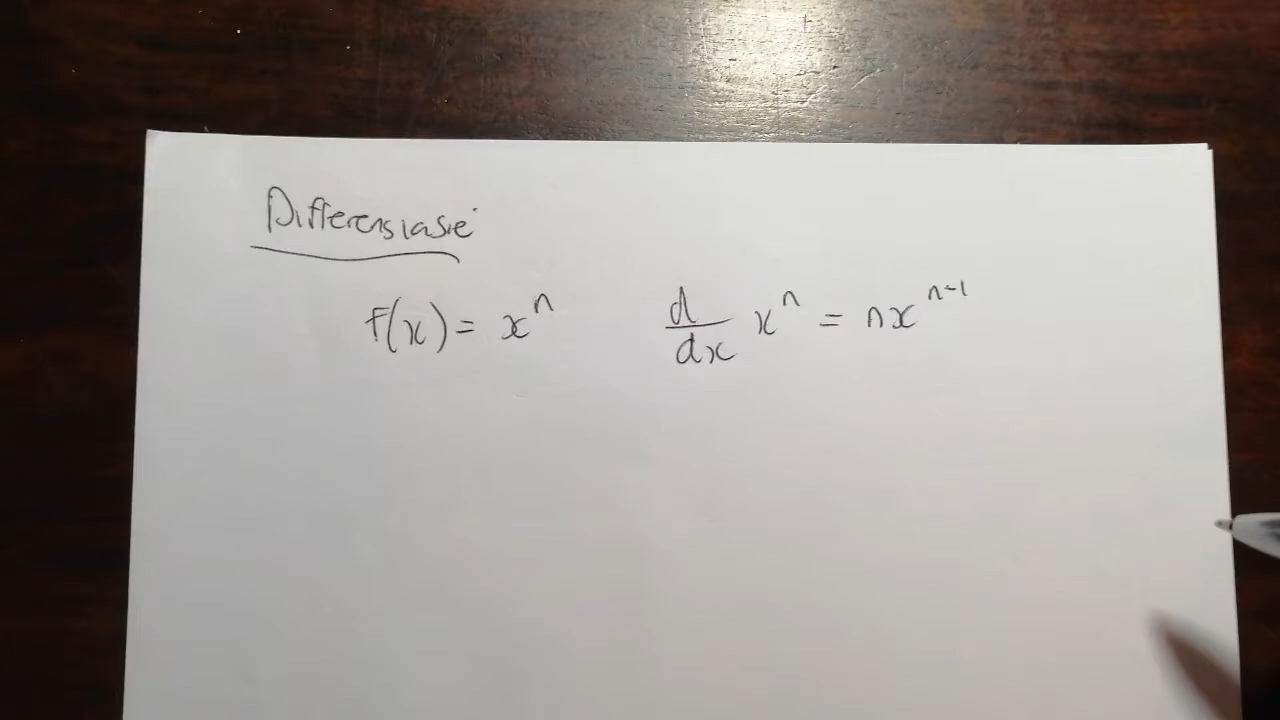 Differensiasie
f(x) = x^n d/dx x^n = nx^{n-1}